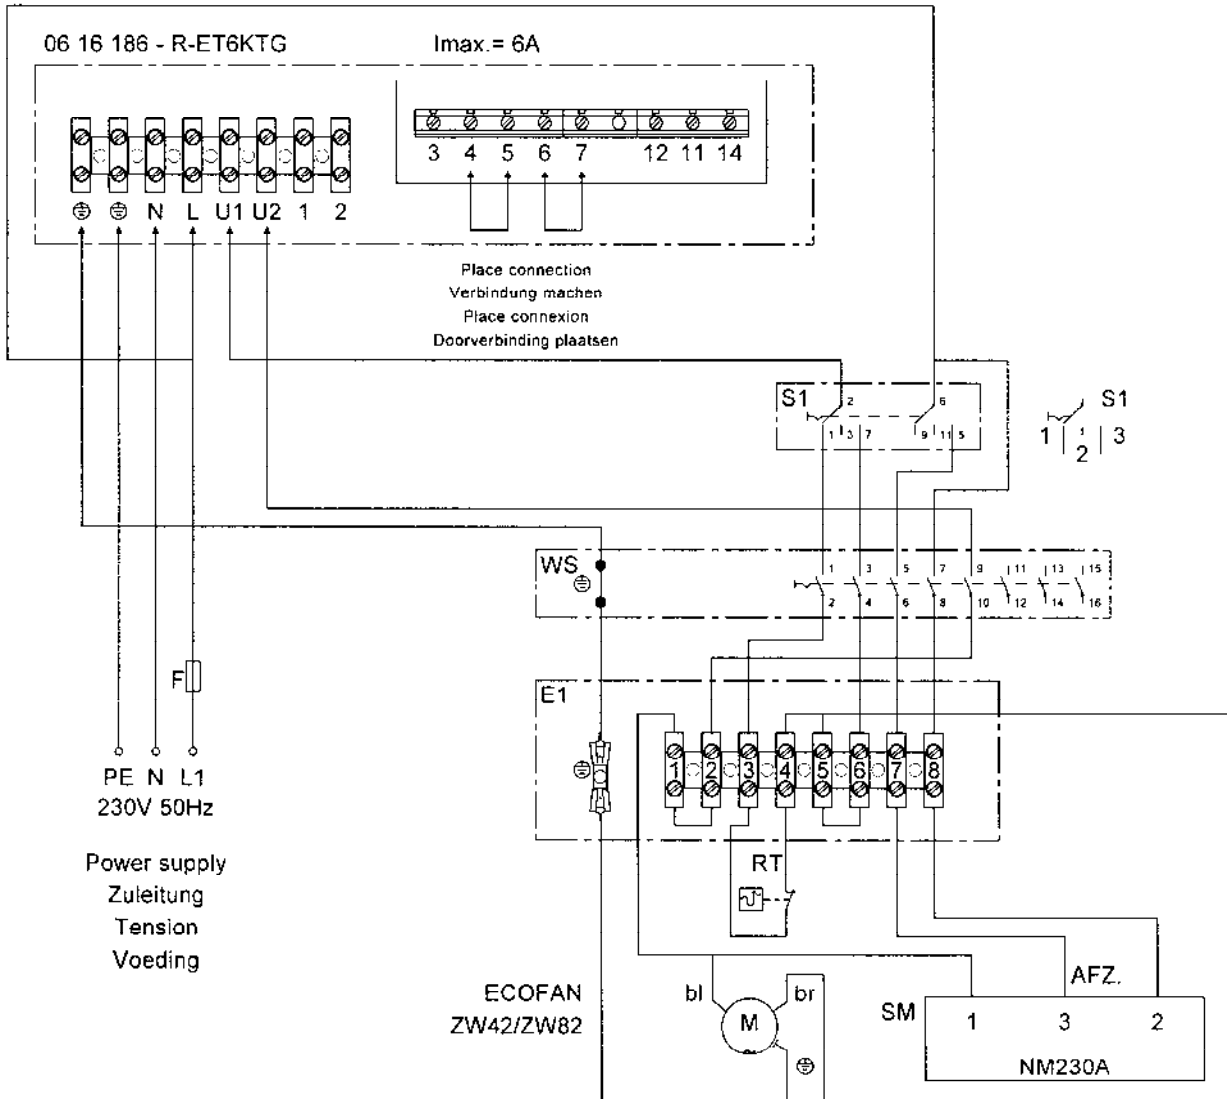 06 16 186 - R-ET6KTG
Imax.= 6A
3 4 5 6 7 12 11 14
N L U1 U2 1 2
Place connection
Verbindung machen
Place connexion
Doorverbinding plaatsen
S1
2 6
1 3 7 9 11 5
S1
1 1 3
2
WS
1 3 5 7 9 11 13 15
2 4 6 8 10 12 14 16
F
E1
1 2 3 4 5 6 7 8
PE N L1
230V 50Hz
RT
Power supply
Zuleitung
Tension
Voeding
ECOFAN
ZW42/ZW82
bl br
M
AFZ.
SM
1 3 2
NM230A